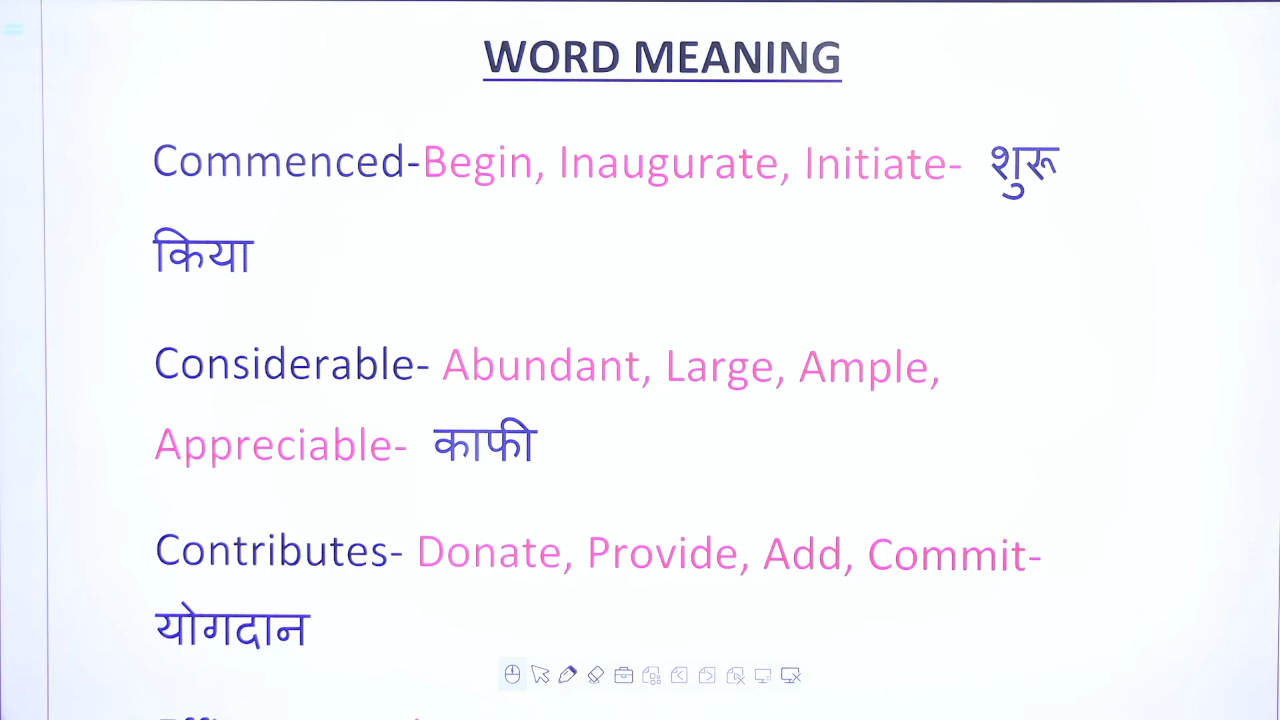 WORD MEANING
Commenced-Begin, Inaugurate, Initiate- शुरू
किया
Considerable- Abundant, Large, Ample,
Appreciable- काफी
Contributes- Donate, Provide, Add, Commit-
योगदान